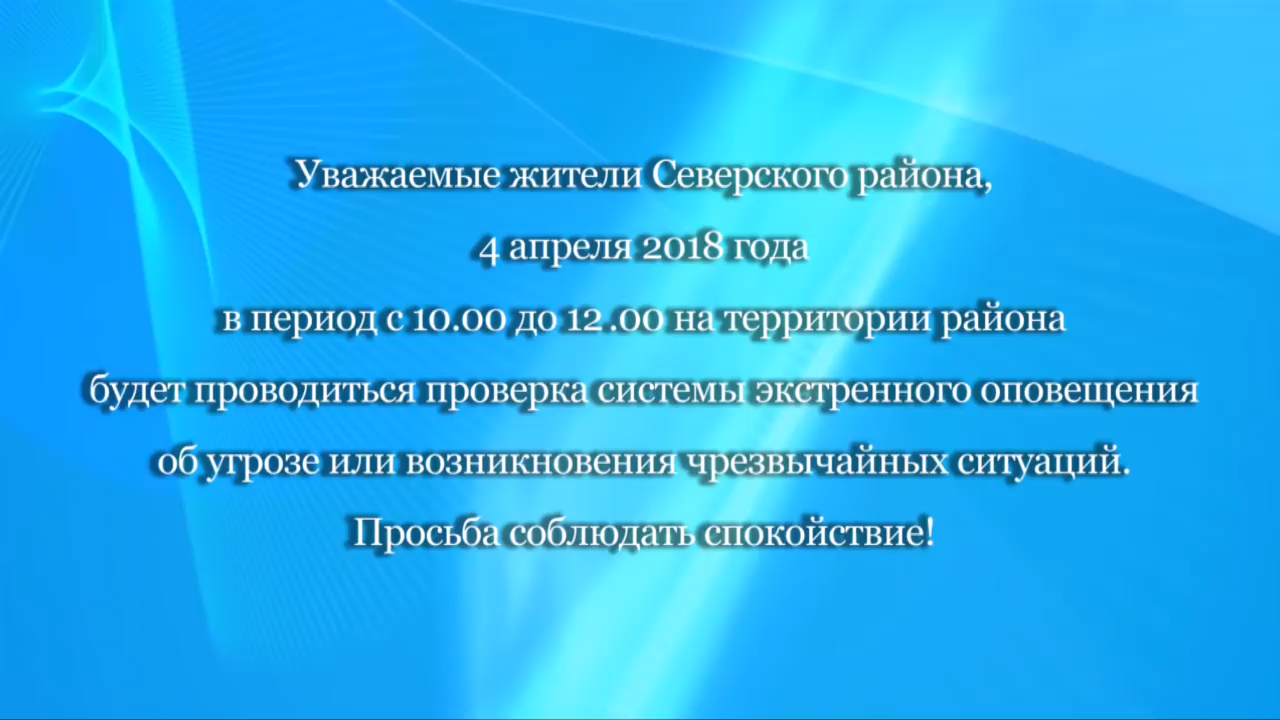 Уважаемые жители Северского района,
4 апреля 2018 года
в период с 10.00 до 12 .00 на территории района
будет проводиться проверка системы экстренного оповещения
об угрозе или возникновения чрезвычайных ситуаций.
Просьба соблюдать спокойствие!